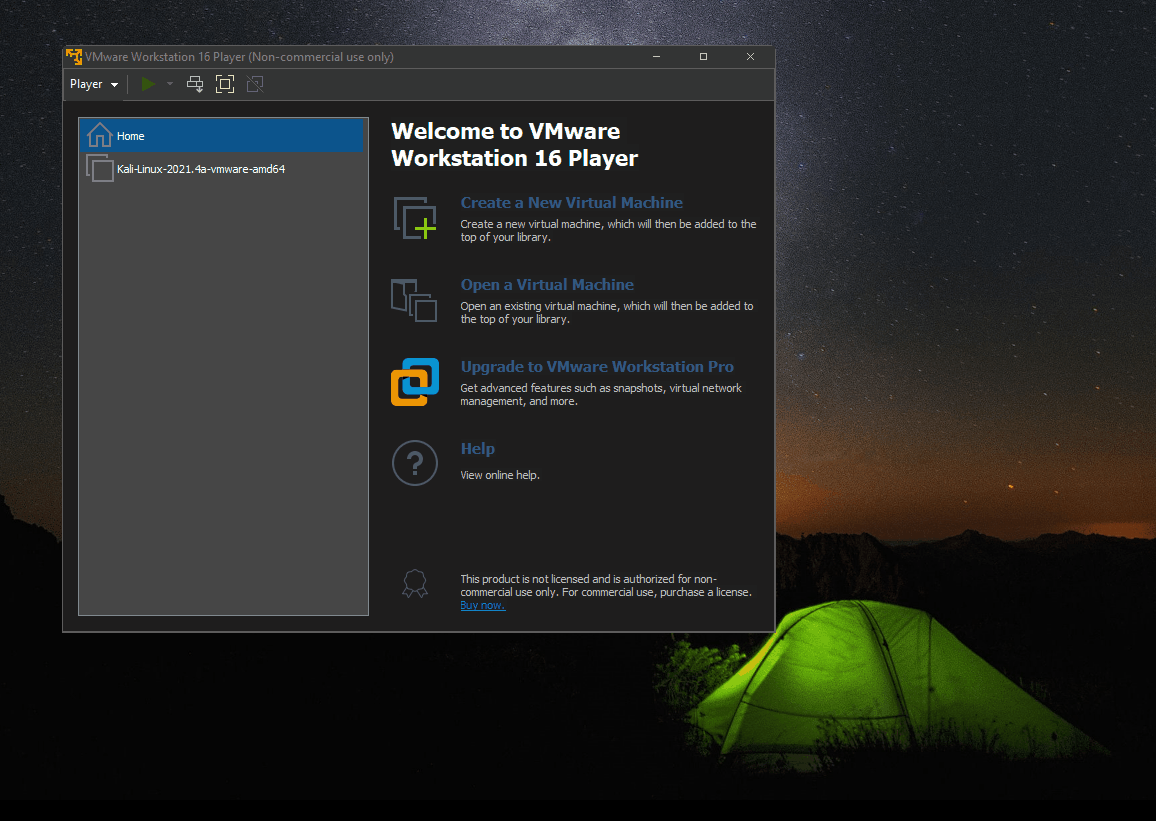 VMware Workstation 16 Player (Non-commercial use only)
Player
Home
Kali-Linux-2021.4a-vmware-amd64
Welcome to VMware
Workstation 16 Player
Create a New Virtual Machine
Create a new virtual machine, which will then be added to the
top of your library.
Open a Virtual Machine
Open an existing virtual machine, which will then be added to
the top of your library.
Upgrade to VMware Workstation Pro
Get advanced features such as snapshots, virtual network
management, and more.
?
Help
View online help.
This product is not licensed and is authorized for non-
commercial use only. For commercial use, purchase a license.
Buy now.